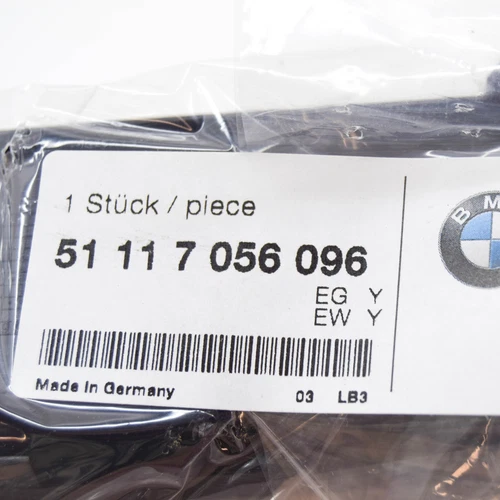 1 Stück / piece
51 11 7 056 096
EG Y
EW Y
Made In Germany 03 LB3
B M